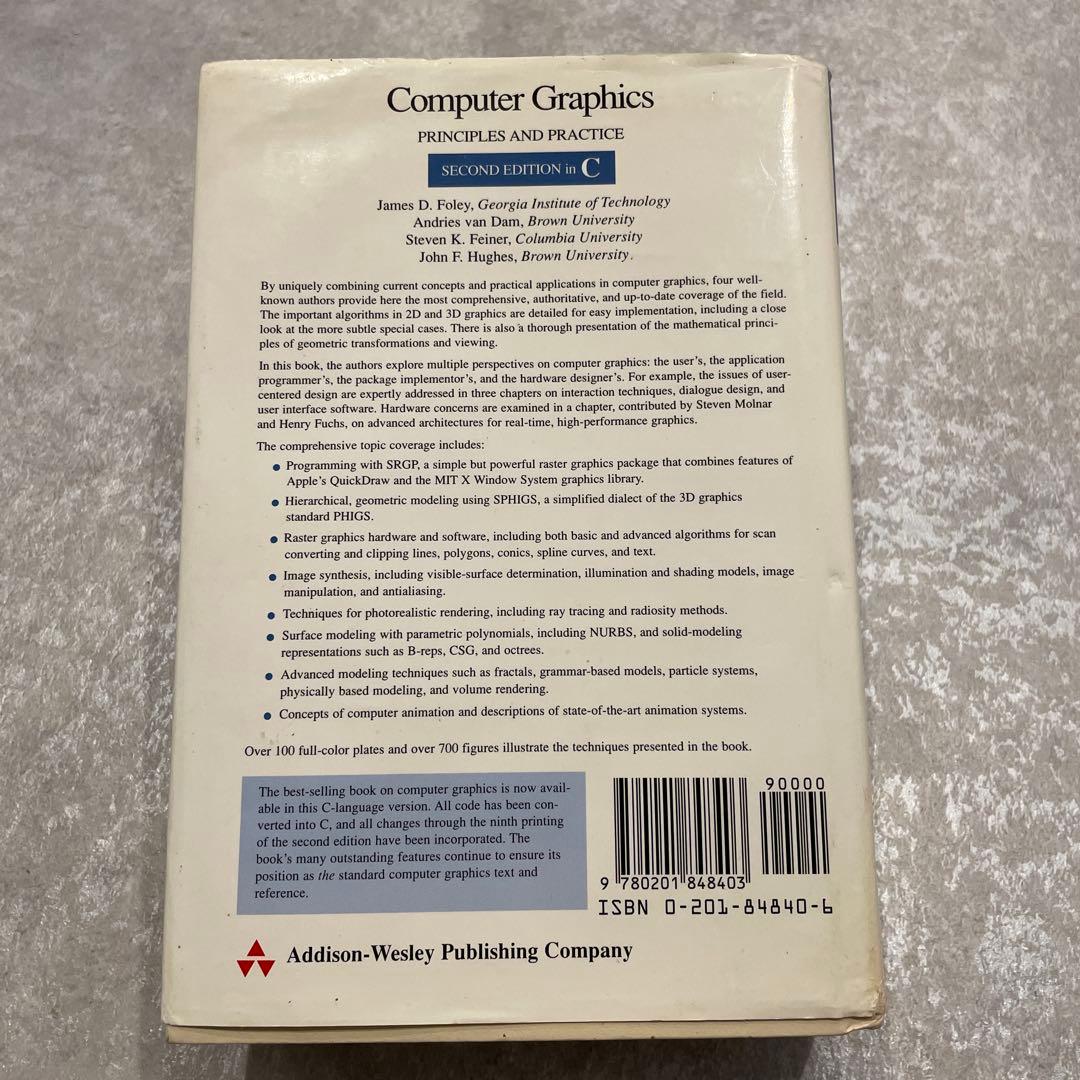 Computer Graphics
PRINCIPLES AND PRACTICE
SECOND EDITION in C
James D. Foley, Georgia Institute of Technology
Andries van Dam, Brown University
Steven K. Feiner, Columbia University
John F. Hughes, Brown University.
By uniquely combining current concepts and practical applications in computer graphics, four well-
known authors provide here the most comprehensive, authoritative, and up-to-date coverage of the field.
The important algorithms in 2D and 3D graphics are detailed for easy implementation, including a close
look at the more subtle special cases. There is also a thorough presentation of the mathematical princi-
ples of geometric transformations and viewing.
In this book, the authors explore multiple perspectives on computer graphics: the user's, the application
programmer's, the package implementor's, and the hardware designer's. For example, the issues of user-
centered design are expertly addressed in three chapters on interaction techniques, dialogue design, and
user interface software. Hardware concerns are examined in a chapter, contributed by Steven Molnar
and Henry Fuchs, on advanced architectures for real-time, high-performance graphics.
The comprehensive topic coverage includes:
● Programming with SRGP, a simple but powerful raster graphics package that combines features of
Apple's QuickDraw and the MIT X Window System graphics library.
● Hierarchical, geometric modeling using SPHIGS, a simplified dialect of the 3D graphics
standard PHIGS.
● Raster graphics hardware and software, including both basic and advanced algorithms for scan
converting and clipping lines, polygons, conics, spline curves, and text.
● Image synthesis, including visible-surface determination, illumination and shading models, image
manipulation, and antialiasing.
● Techniques for photorealistic rendering, including ray tracing and radiosity methods.
● Surface modeling with parametric polynomials, including NURBS, and solid-modeling
representations such as B-reps, CSG, and octrees.
● Advanced modeling techniques such as fractals, grammar-based models, particle systems,
physically based modeling, and volume rendering.
● Concepts of computer animation and descriptions of state-of-the-art animation systems.
Over 100 full-color plates and over 700 figures illustrate the techniques presented in the book.
The best-selling book on computer graphics is now avail-
able in this C-language version. All code has been con-
verted into C, and all changes through the ninth printing
of the second edition have been incorporated. The
book's many outstanding features continue to ensure its
position as the standard computer graphics text and
reference.
90000
9 780201 848403
ISBN 0-201-84840-6
Addison-Wesley Publishing Company